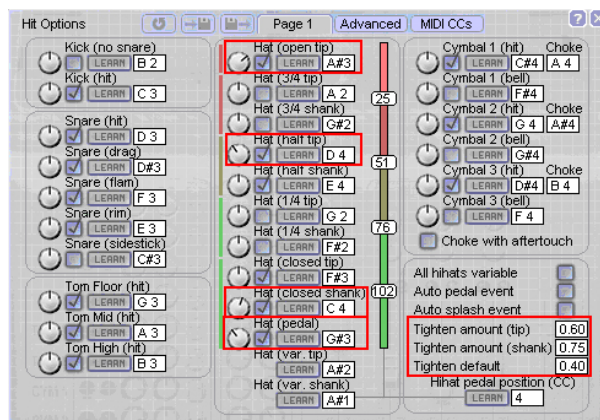 Hit Options Page 1 Advanced MIDI CCs ?
Kick (no snare)
LEARN B 2
Kick (hit)
LEARN C 3
Snare (hit)
LEARN D 3
Snare (drag)
LEARN D#3
Snare (flam)
LEARN F 3
Snare (rim)
LEARN E 3
Snare (sidestick)
LEARN C#3
Tom Floor (hit)
LEARN G 3
Tom Mid (hit)
LEARN A 3
Tom High (hit)
LEARN B 3
Hat (open tip)
LEARN A#3
Hat (3/4 tip)
LEARN A 2
Hat (3/4 shank)
LEARN G#2
Hat (half tip)
LEARN D 4
Hat (half shank)
LEARN E 4
Hat (1/4 tip)
LEARN G 2
Hat (1/4 shank)
LEARN F#2
Hat (closed tip)
LEARN F#3
Hat (closed shank)
LEARN C 4
Hat (pedal)
LEARN G#3
Hat (var. tip)
LEARN A#2
Hat (var. shank)
LEARN A#1
25
51
76
102
Cymbal 1 (hit) Choke
LEARN C#4 A 4
Cymbal 1 (bell)
LEARN F#4
Cymbal 2 (hit) Choke
LEARN G 4 A#4
Cymbal 2 (bell)
LEARN G#4
Cymbal 3 (hit) Choke
LEARN D#4 B 4
Cymbal 3 (bell)
LEARN F 4
Choke with aftertouch
All hihats variable
Auto pedal event
Auto splash event
Tighten amount (tip) 0.60
Tighten amount (shank) 0.75
Tighten default 0.40
Hihat pedal position (CC)
LEARN 4